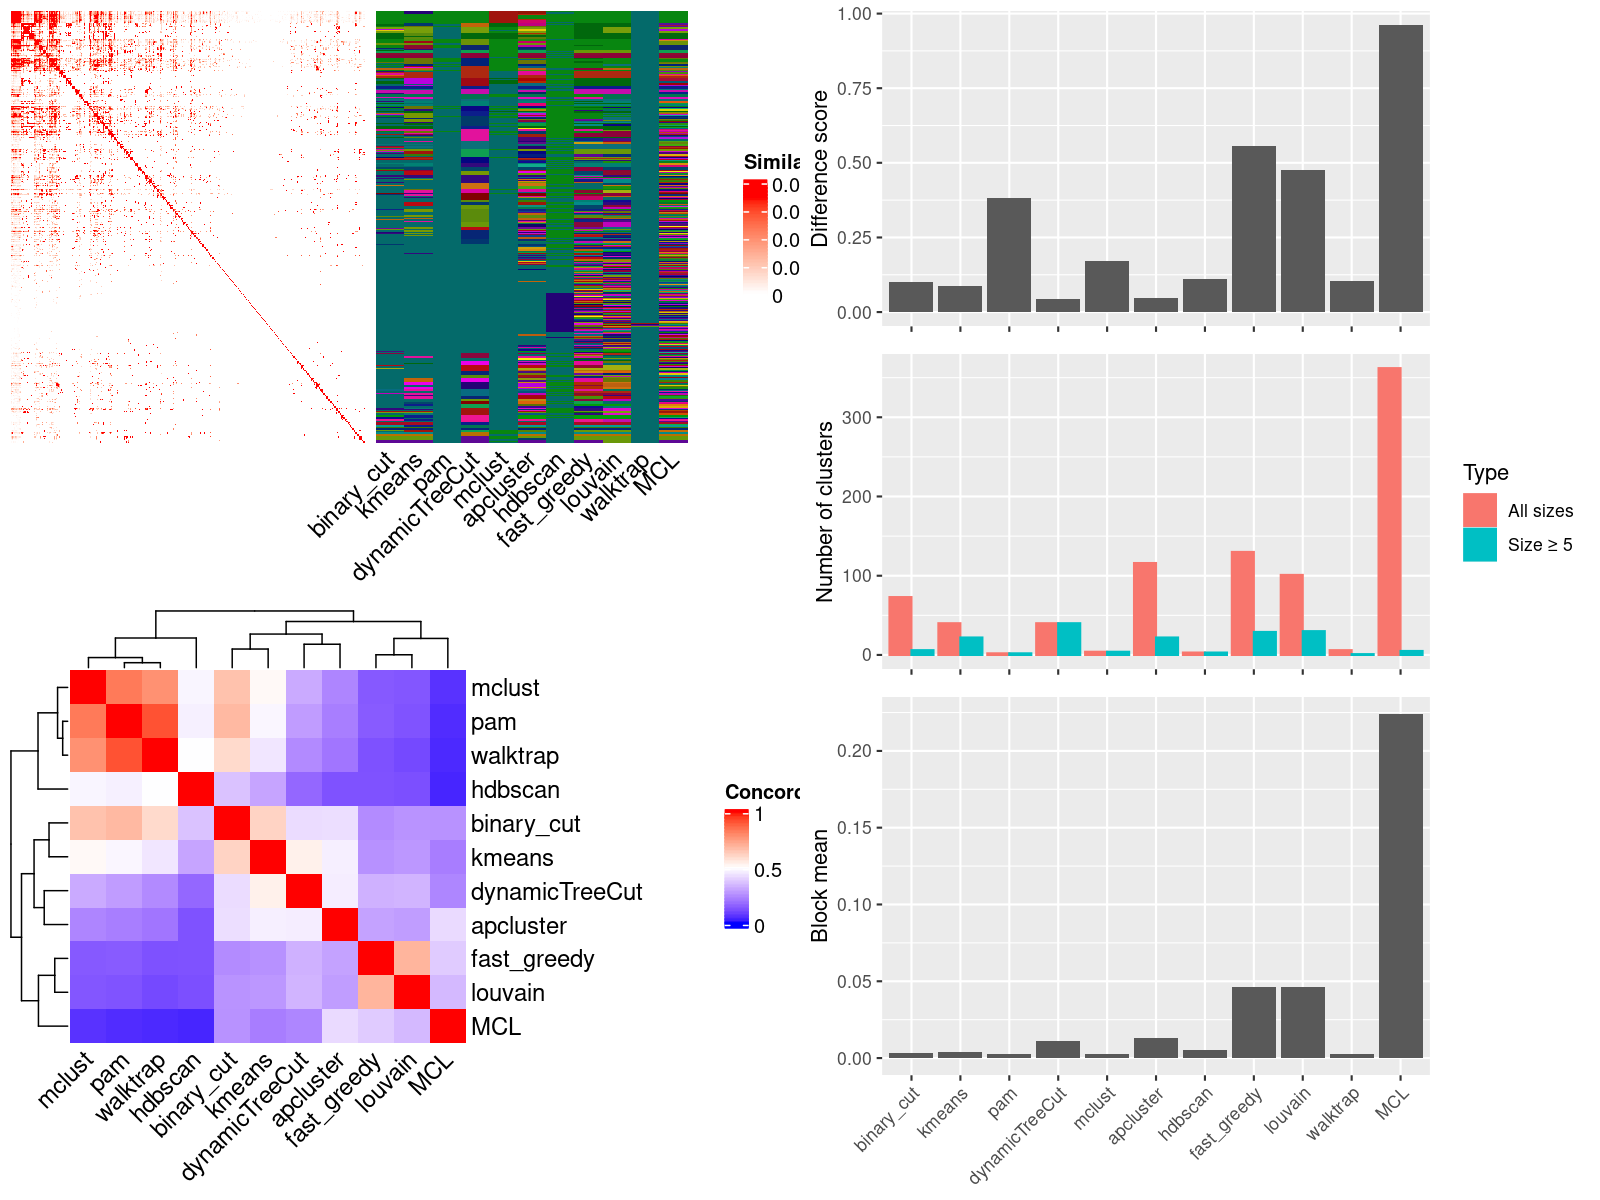 Simila
0.0
0.0
0.0
0.0
0
binary_cut
kmeans
pam
dynamicTreeCut
mclust
apcluster
hdbscan
fast_greedy
louvain
walktrap
MCL
mclust
pam
walktrap
hdbscan
binary_cut
kmeans
dynamicTreeCut
apcluster
fast_greedy
louvain
MCL
mclust
pam
walktrap
hdbscan
binary_cut
kmeans
dynamicTreeCut
apcluster
fast_greedy
louvain
MCL
Concord
1
0.5
0
Difference score
1.00
0.75
0.50
0.25
0.00
Number of clusters
300
200
100
0
Type
All sizes
Size ≥ 5
Block mean
0.20
0.15
0.10
0.05
0.00
binary_cut
kmeans
pam
dynamicTreeCut
mclust
apcluster
hdbscan
fast_greedy
louvain
walktrap
MCL